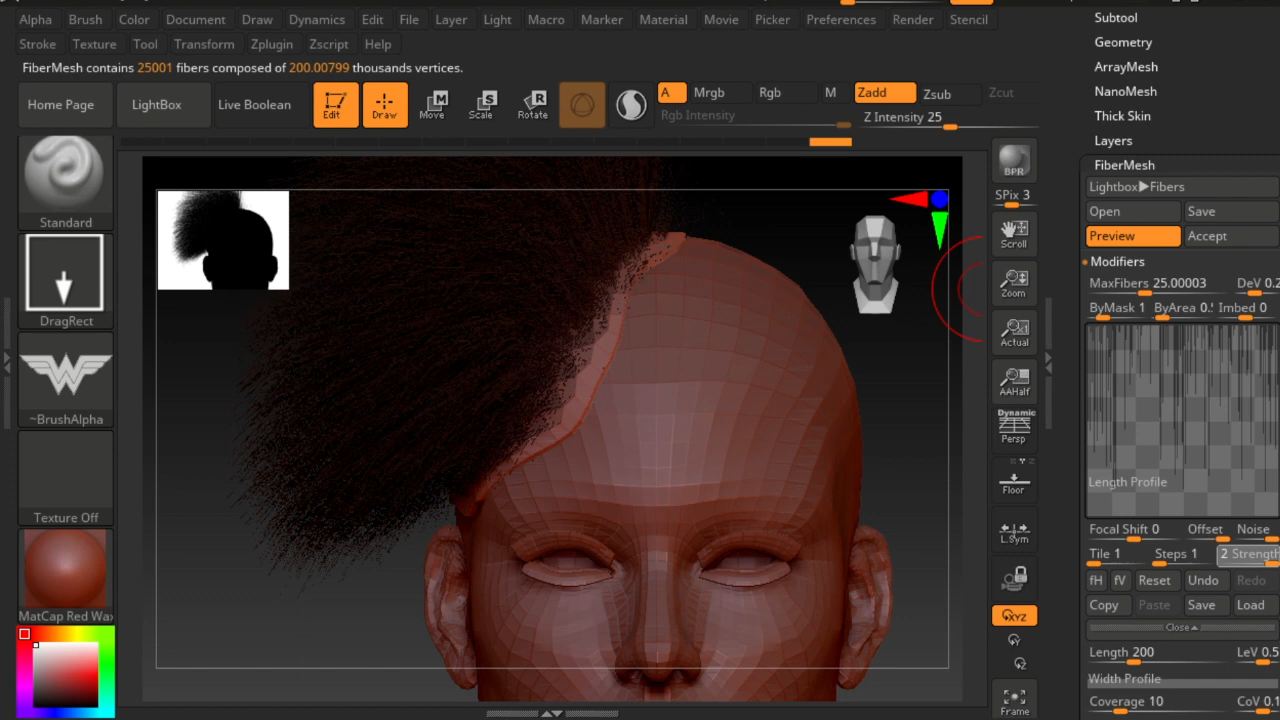 Alpha Brush Color Document Draw Dynamics Edit File Layer Light Macro Marker Material Movie Picker Preferences Render Stencil
Stroke Texture Tool Transform Zplugin Zscript Help
FiberMesh contains 25001 fibers composed of 200.00799 thousands vertices.
Home Page LightBox Live Boolean Edit Draw Move Scale Rotate
M S R
A Mrgb Rgb M Zadd Zsub Zcut
Rgb Intensity Z Intensity 25
Standard
DragRect
~BrushAlpha
Texture Off
MatCap Red Wax
BPR
SPix 3
Scroll
Zoom
Actual
AAHalf
Dynamic
Persp
Floor
L.Sym
XYZ
Y
Z
Frame
Subtool
Geometry
ArrayMesh
NanoMesh
Thick Skin
Layers
FiberMesh
Lightbox▶Fibers
Open Save
Preview Accept
Modifiers
MaxFibers 25.00003 DeV 0.2
ByMask 1 ByArea 0. Imbed 0
Length Profile
Focal Shift 0 Offset Noise
Tile 1 Steps 1 2 Strength
fH fV Reset Undo Redo
Copy Paste Save Load
Close
Length 200 LeV 0.5
Width Profile
Coverage 10 CoV 0.1